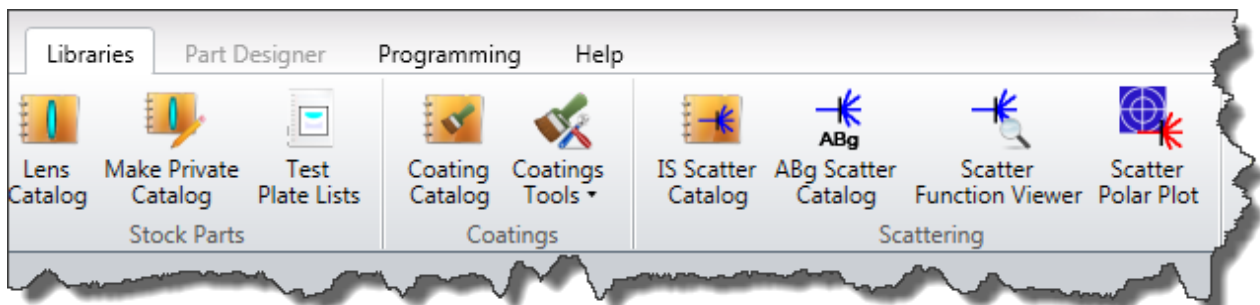 Libraries Part Designer Programming Help
Lens Catalog
Make Private Catalog
Test Plate Lists
Coating Catalog
Coatings Tools
IS Scatter Catalog
ABg
ABg Scatter Catalog
Scatter Function Viewer
Scatter Polar Plot
Stock Parts
Coatings
Scattering